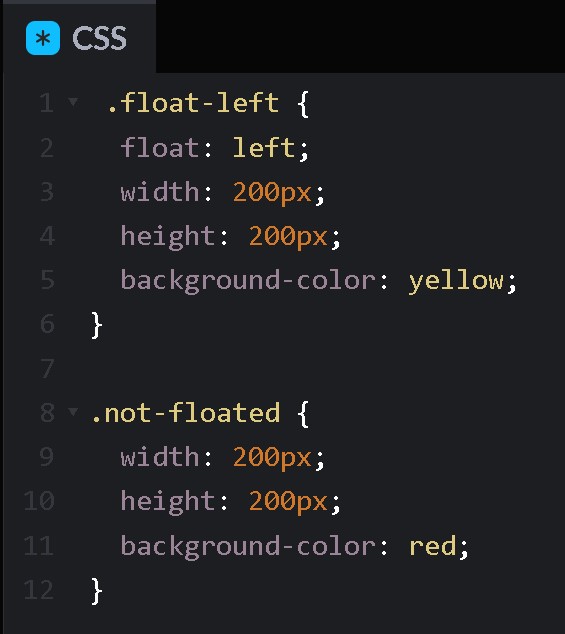 CSS
1 .float-left {
2 float: left;
3 width: 200px;
4 height: 200px;
5 background-color: yellow;
6 }
7
8 .not-floated {
9 width: 200px;
10 height: 200px;
11 background-color: red;
12 }